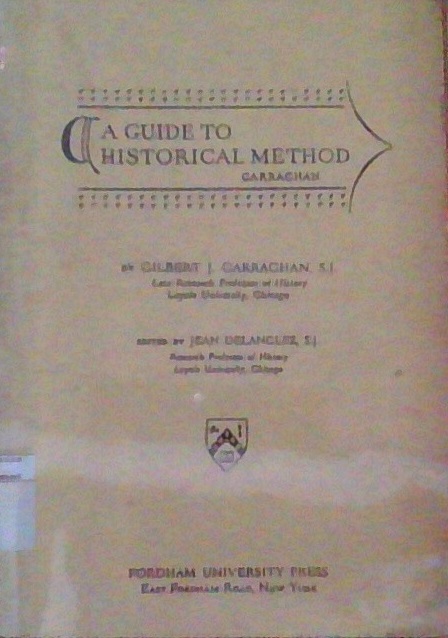 A GUIDE TO
HISTORICAL METHOD
GARRAGHAN
BY GILBERT J. GARRAGHAN, S.J.
Late Research Professor of History
Loyola University, Chicago
EDITED BY JEAN DELANGLEZ, S.J.
Research Professor of History
Loyola University, Chicago
FORDHAM UNIVERSITY PRESS
EAST FORDHAM ROAD, NEW YORK